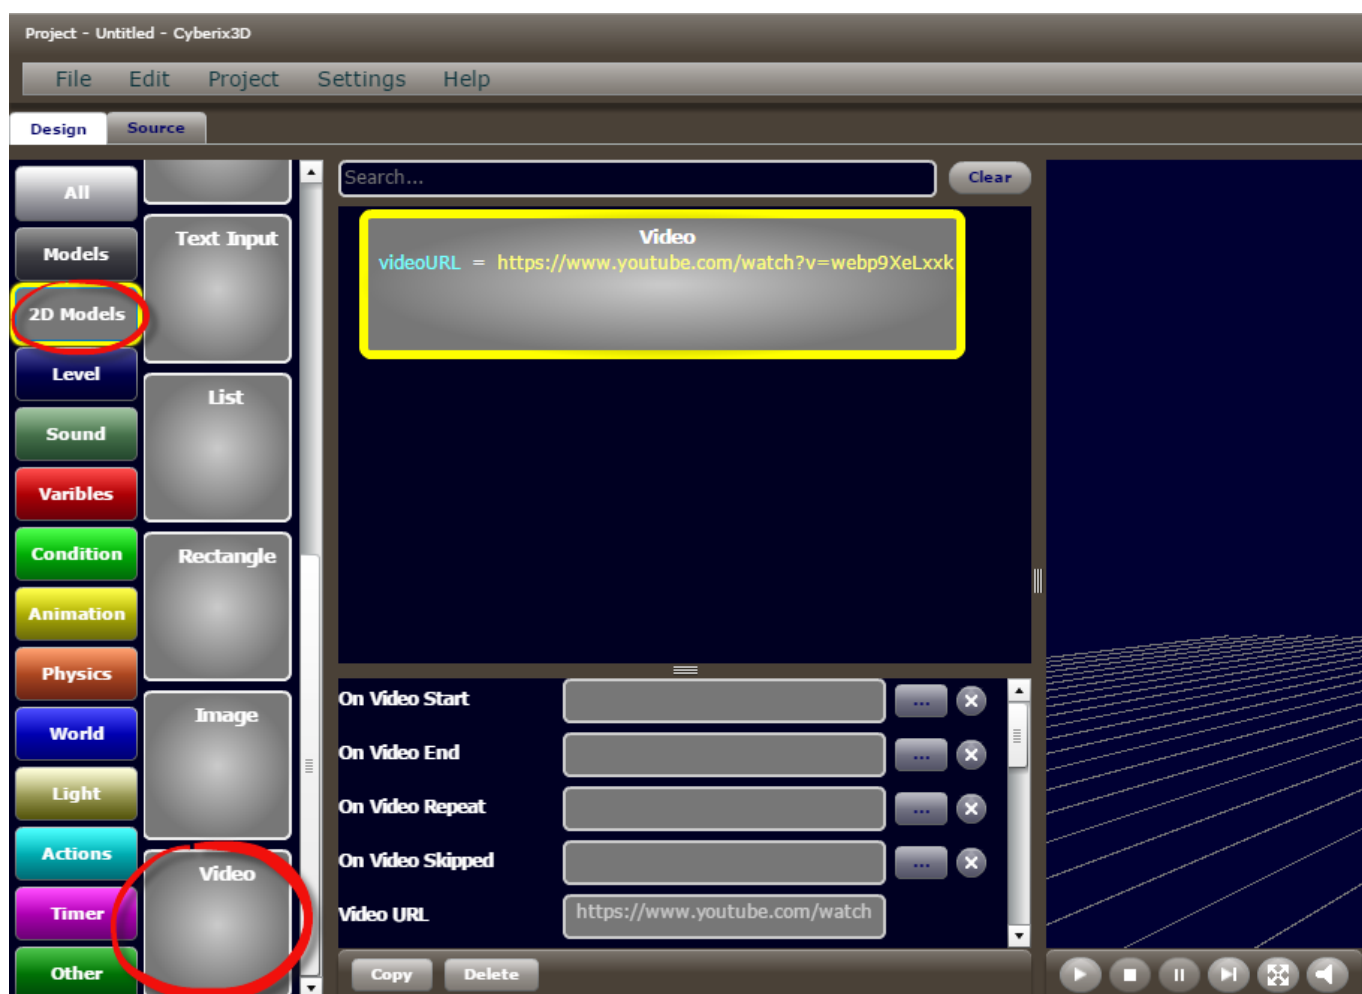 Project - Untitled - Cyberix3D
File Edit Project Settings Help
Design Source
All
Models
2D Models
Level
Sound
Varibles
Condition
Animation
Physics
World
Light
Actions
Timer
Other
Text Input
List
Rectangle
Image
Video
Search... Clear
Video
videoURL = https://www.youtube.com/watch?v=webp9XeLxxk
On Video Start ...
On Video End ...
On Video Repeat ...
On Video Skipped ...
Video URL https://www.youtube.com/watch
Copy Delete